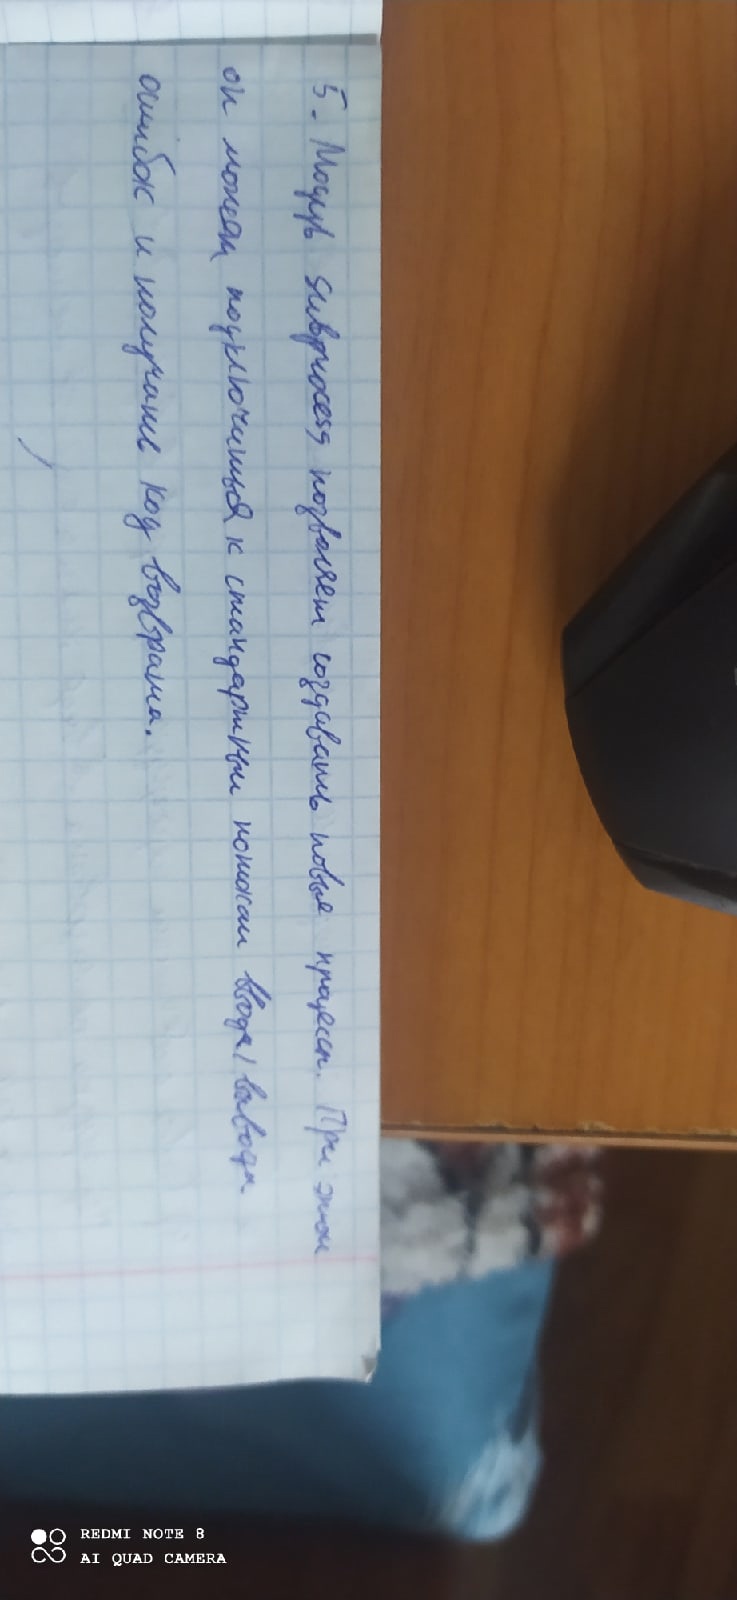 5. Модуль subprocess позволяет создавать новые процессы. При этом
он может подключиться к стандартным потокам ввода/вывода
ошибок и получать код возврата.
REDMI NOTE 8
AI QUAD CAMERA